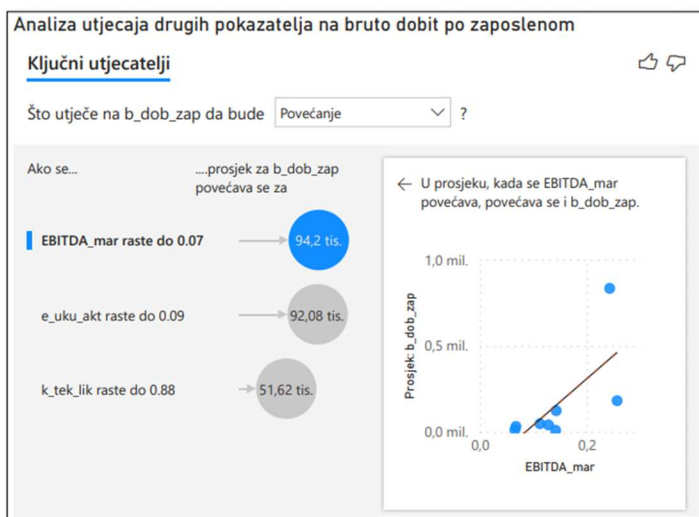 Analiza utjecaja drugih pokazatelja na bruto dobit po zaposlenom
Ključni utjecatelji
Što utječe na b_dob_zap da bude Povećanje ?
Ako se...
....prosjek za b_dob_zap
povećava se za
EBITDA_mar raste do 0.07
94,2 tis.
e_uku_akt raste do 0.09
92,08 tis.
k_tek_lik raste do 0.88
51,62 tis.
← U prosjeku, kada se EBITDA_mar
povećava, povećava se i b_dob_zap.
Prosjek: b_dob_zap
1,0 mil.
0,5 mil.
0,0 mil.
0,0
0,2
EBITDA_mar